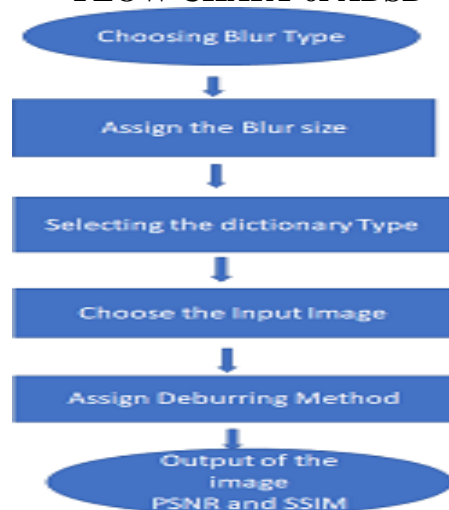 Choosing Blur Type
Assign the Blur size
Selecting the dictionary Type
Choose the Input Image
Assign Deburring Method
Output of the
image
PSNR and SSIM